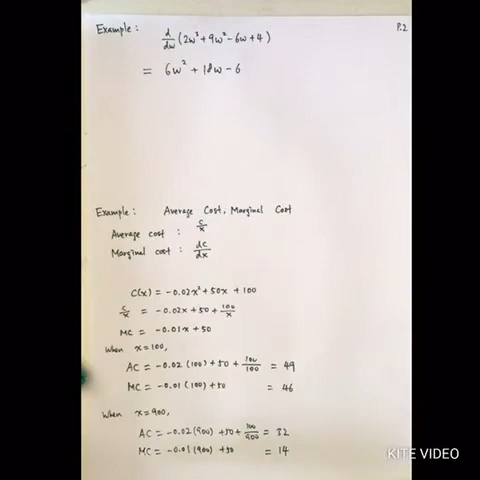 Example: d/dw (2w³ + 9w² - 6w + 4) P.2
= 6w² + 18w - 6
Example: Average Cost, Marginal Cost
Average cost : C/x
Marginal cost : dC/dx
C(x) = -0.02x² + 50x + 100
C/x = -0.02x + 50 + 100/x
MC = -0.01x + 50
When x=100,
AC = -0.02(100) + 50 + 100/100 = 49
MC = -0.01(100) + 50 = 46
When x=900,
AC = -0.02(900) + 50 + 100/900 = 32
MC = -0.01(900) + 50 = 14
KITE VIDEO